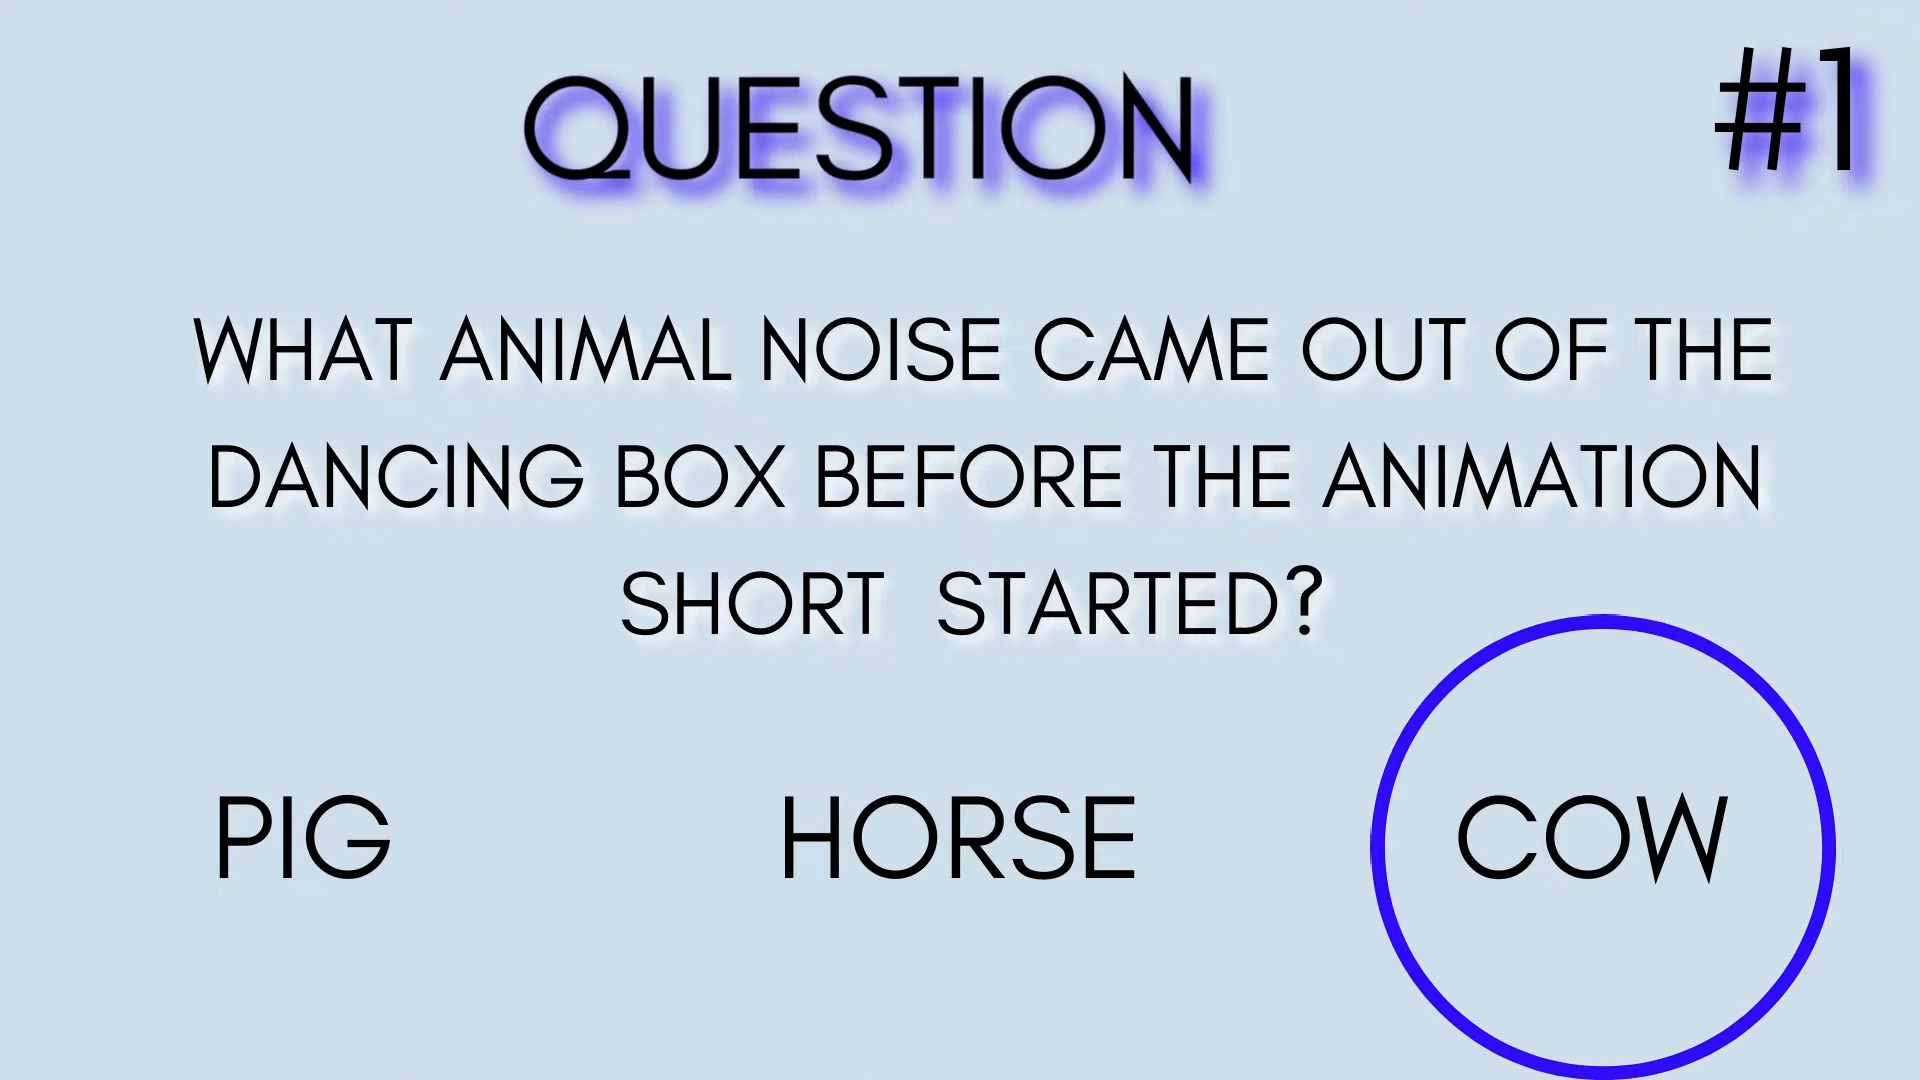 QUESTION
#1
WHAT ANIMAL NOISE CAME OUT OF THE
DANCING BOX BEFORE THE ANIMATION
SHORT STARTED?
PIG
HORSE
COW